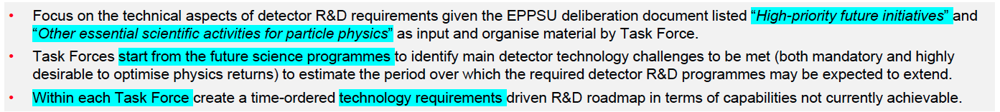 • Focus on the technical aspects of detector R&D requirements given the EPPSU deliberation document listed “High-priority future initiatives” and
“Other essential scientific activities for particle physics” as input and organise material by Task Force.
• Task Forces start from the future science programmes to identify main detector technology challenges to be met (both mandatory and highly
desirable to optimise physics returns) to estimate the period over which the required detector R&D programmes may be expected to extend.
• Within each Task Force create a time-ordered technology requirements driven R&D roadmap in terms of capabilities not currently achievable.